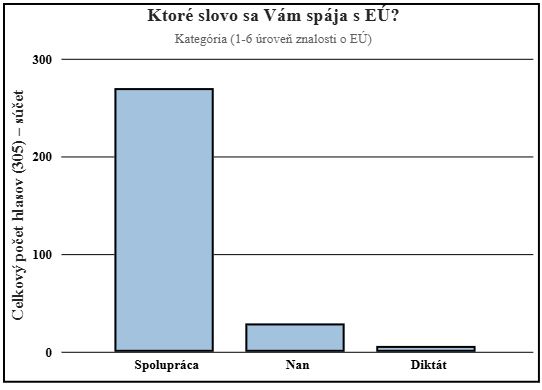 Ktoré slovo sa Vám spája s EÚ?
Kategória (1-6 úroveň znalosti o EÚ)
Celkový počet hlasov (305) – súčet
300
200
100
0
Spolupráca
Nan
Diktát